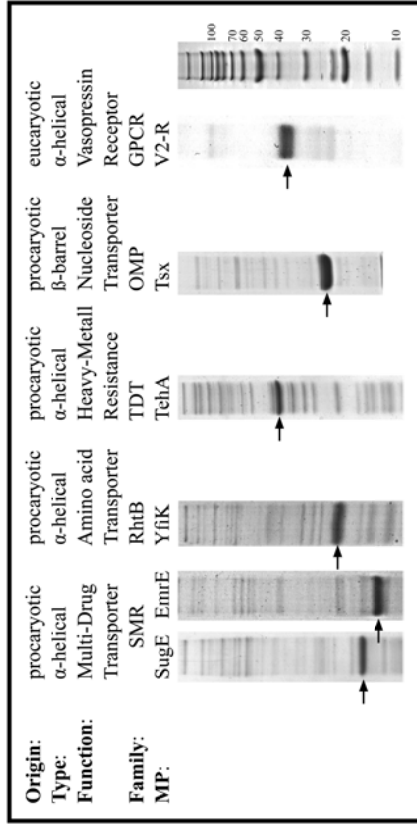 Origin: procaryotic procaryotic procaryotic procaryotic eucaryotic
Type: α-helical α-helical α-helical ß-barrel α-helical
Function: Multi-Drug Amino acid Heavy-Metall Nucleoside Vasopressin
Transporter Transporter Resistance Transporter Receptor
Family: SMR RhtB TDT OMP GPCR
MP: SugE EmrE YfiK TehA Tsx V2-R
100
70
60
50
40
30
20
10